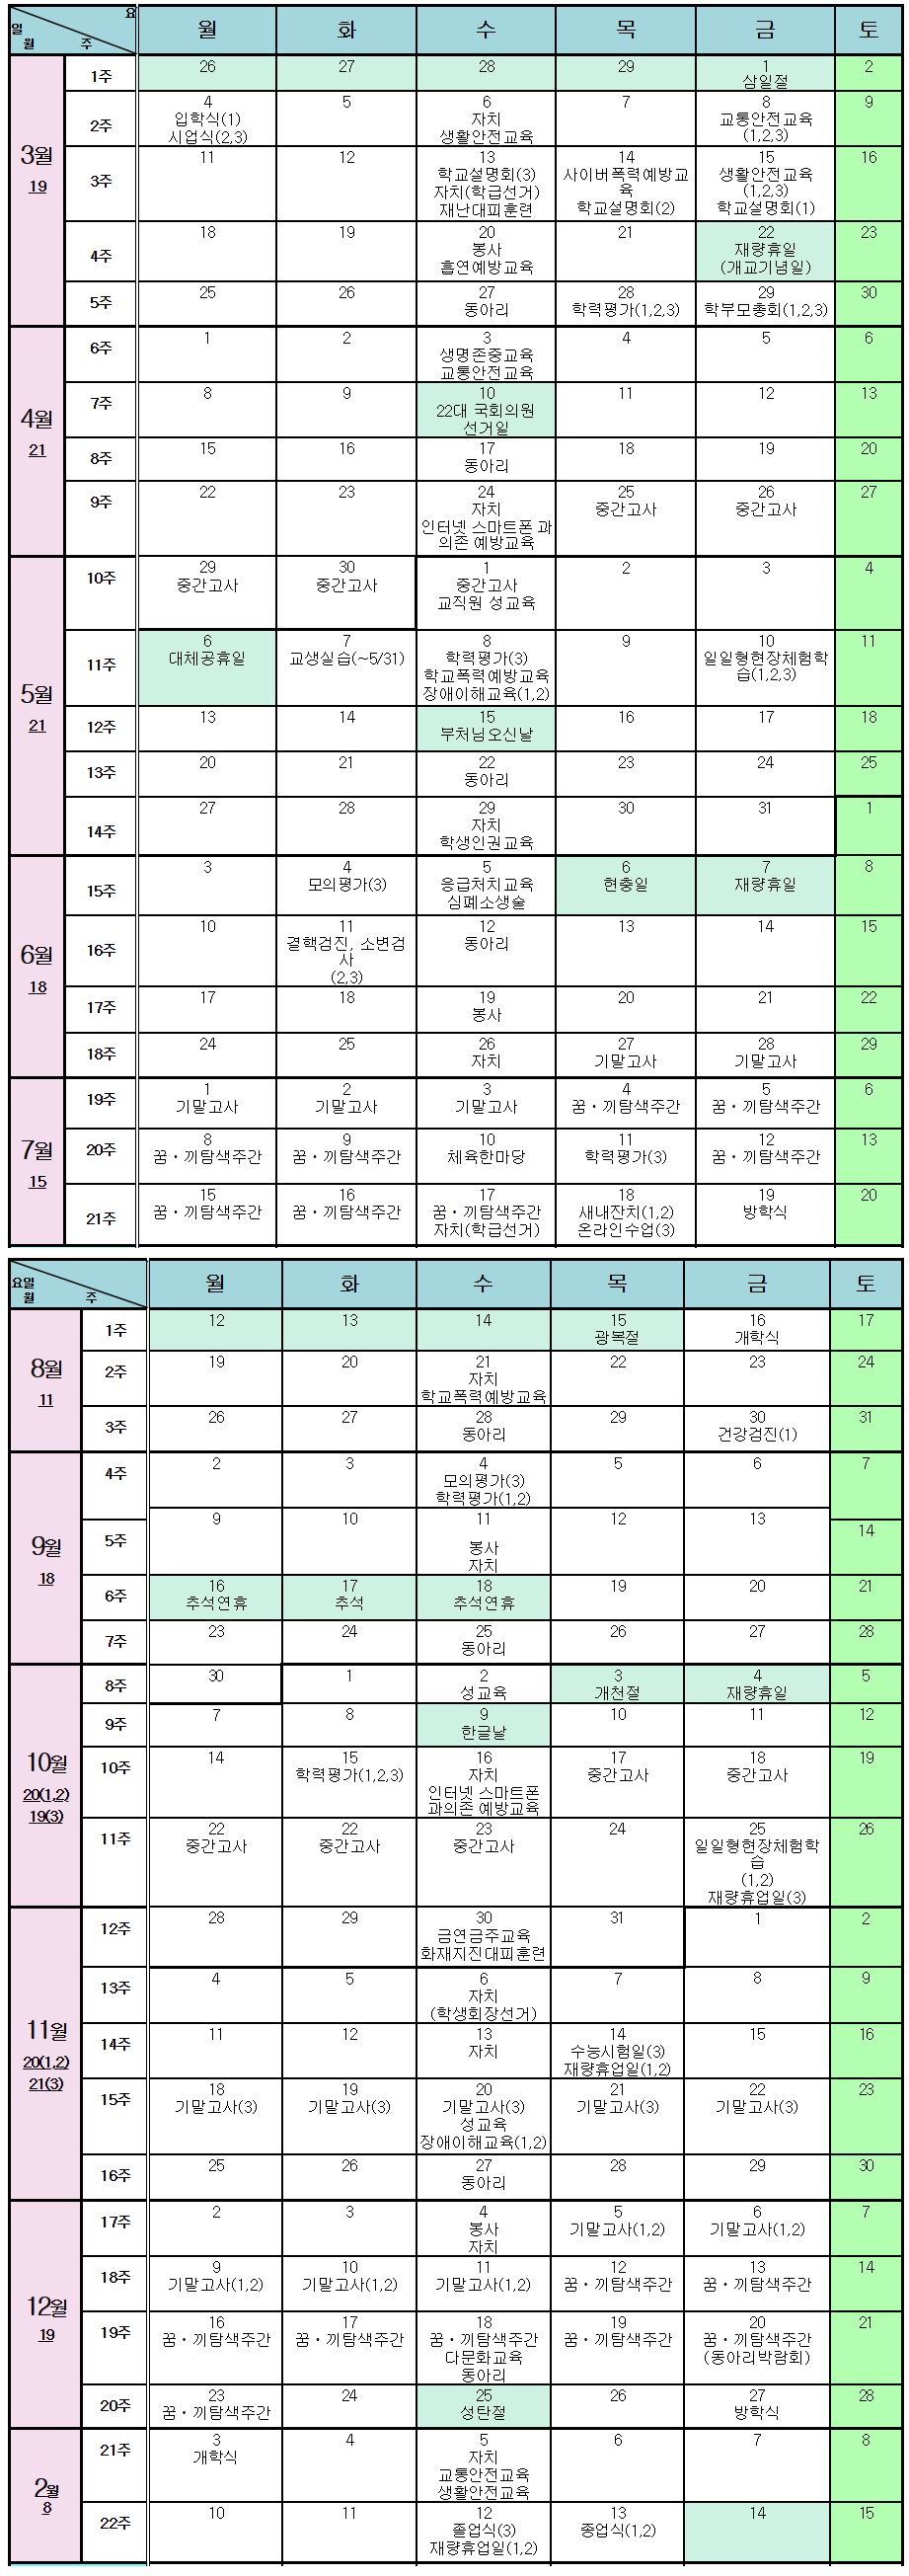 요
일
월 주 월 화 수 목 금 토
3월
19
1주 26 27 28 29 1 2
삼일절
2주 4 5 6 7 8 9
입학식(1) 자치 교통안전교육
시업식(2,3) 생활안전교육 (1,2,3)
3주 11 12 13 14 15 16
학교설명회(3) 사이버폭력예방교 생활안전교육
자치(학급선거) 육 (1,2,3)
재난대피훈련 학교설명회(2) 학교설명회(1)
4주 18 19 20 21 22 23
봉사 재량휴일
흡연예방교육 (개교기념일)
5주 25 26 27 28 29 30
동아리 학력평가(1,2,3) 학부모총회(1,2,3)
4월
21
6주 1 2 3 4 5 6
생명존중교육
교통안전교육
7주 8 9 10 11 12 13
22대 국회의원
선거일
8주 15 16 17 18 19 20
동아리
9주 22 23 24 25 26 27
자치 중간고사 중간고사
인터넷 스마트폰 과
의존 예방교육
5월
21
10주 29 30 1 2 3 4
중간고사 중간고사 중간고사
교직원 성교육
11주 6 7 8 9 10 11
대체공휴일 교생실습(~5/31) 학력평가(3) 일일형현장체험학
학교폭력예방교육 습(1,2,3)
장애이해교육(1,2)
12주 13 14 15 16 17 18
부처님오신날
13주 20 21 22 23 24 25
동아리
14주 27 28 29 30 31 1
자치
학생인권교육
6월
18
15주 3 4 5 6 7 8
모의평가(3) 응급처치교육 현충일 재량휴일
심폐소생술
16주 10 11 12 13 14 15
결핵검진, 소변검 동아리
사
(2,3)
17주 17 18 19 20 21 22
봉사
18주 24 25 26 27 28 29
자치 기말고사 기말고사
7월
15
19주 1 2 3 4 5 6
기말고사 기말고사 기말고사 꿈·끼탐색주간 꿈·끼탐색주간
20주 8 9 10 11 12 13
꿈·끼탐색주간 꿈·끼탐색주간 체육한마당 학력평가(3) 꿈·끼탐색주간
21주 15 16 17 18 19 20
꿈·끼탐색주간 꿈·끼탐색주간 꿈·끼탐색주간 새내잔치(1,2) 방학식
자치(학급선거) 온라인수업(3)
요일
월 주 월 화 수 목 금 토
8월
11
1주 12 13 14 15 16 17
광복절 개학식
2주 19 20 21 22 23 24
자치
학교폭력예방교육
3주 26 27 28 29 30 31
동아리 건강검진(1)
9월
18
4주 2 3 4 5 6 7
모의평가(3)
학력평가(1,2)
5주 9 10 11 12 13 14
봉사
자치
6주 16 17 18 19 20 21
추석연휴 추석 추석연휴
7주 23 24 25 26 27 28
동아리
10월
20(1,2)
19(3)
8주 30 1 2 3 4 5
성교육 개천절 재량휴일
9주 7 8 9 10 11 12
한글날
10주 14 15 16 17 18 19
학력평가(1,2,3) 자치 중간고사 중간고사
인터넷 스마트폰
과의존 예방교육
11주 22 22 23 24 25 26
중간고사 중간고사 중간고사 일일형현장체험학
습
(1,2)
재량휴업일(3)
11월
20(1,2)
21(3)
12주 28 29 30 31 1 2
금연금주교육
화재지진대피훈련
13주 4 5 6 7 8 9
자치
(학생회장선거)
14주 11 12 13 14 15 16
자치 수능시험일(3)
재량휴업일(1,2)
15주 18 19 20 21 22 23
기말고사(3) 기말고사(3) 기말고사(3) 기말고사(3) 기말고사(3)
성교육
장애이해교육(1,2)
16주 25 26 27 28 29 30
동아리
12월
19
17주 2 3 4 5 6 7
봉사 기말고사(1,2) 기말고사(1,2)
자치
18주 9 10 11 12 13 14
기말고사(1,2) 기말고사(1,2) 기말고사(1,2) 꿈·끼탐색주간 꿈·끼탐색주간
19주 16 17 18 19 20 21
꿈·끼탐색주간 꿈·끼탐색주간 꿈·끼탐색주간 꿈·끼탐색주간 꿈·끼탐색주간
다문화교육 (동아리박람회)
동아리
20주 23 24 25 26 27 28
꿈·끼탐색주간 성탄절 방학식
2월
8
21주 3 4 5 6 7 8
개학식 자치
교통안전교육
생활안전교육
22주 10 11 12 13 14 15
졸업식(3) 종업식(1,2)
재량휴업일(1,2)